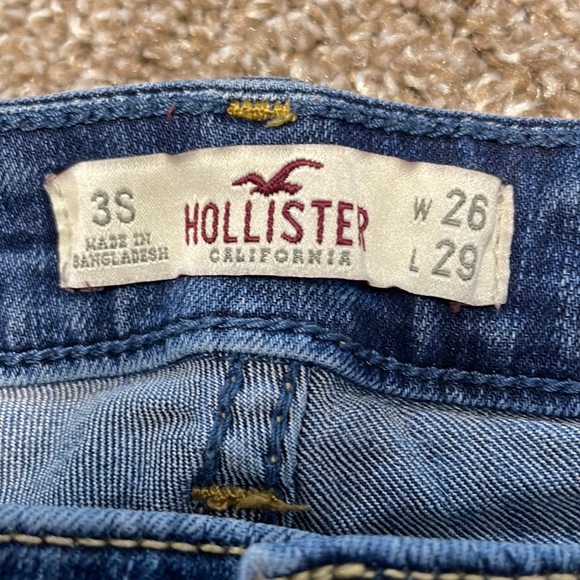 3S
MADE IN
BANGLADESH
HOLLISTER
CALIFORNIA
W 26
L 29